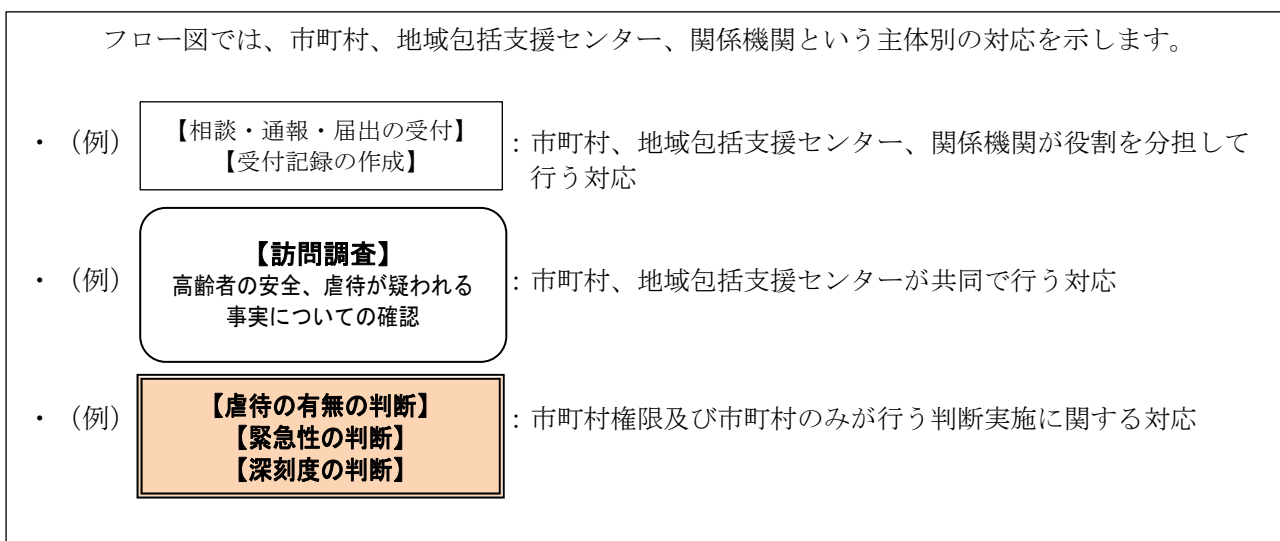 フロー図では、市町村、地域包括支援センター、関係機関という主体別の対応を示します。
・（例）
【相談・通報・届出の受付】
【受付記録の作成】
：市町村、地域包括支援センター、関係機関が役割を分担して
行う対応
・（例）
【訪問調査】
高齢者の安全、虐待が疑われる
事実についての確認
：市町村、地域包括支援センターが共同で行う対応
・（例）
【虐待の有無の判断】
【緊急性の判断】
【深刻度の判断】
：市町村権限及び市町村のみが行う判断実施に関する対応